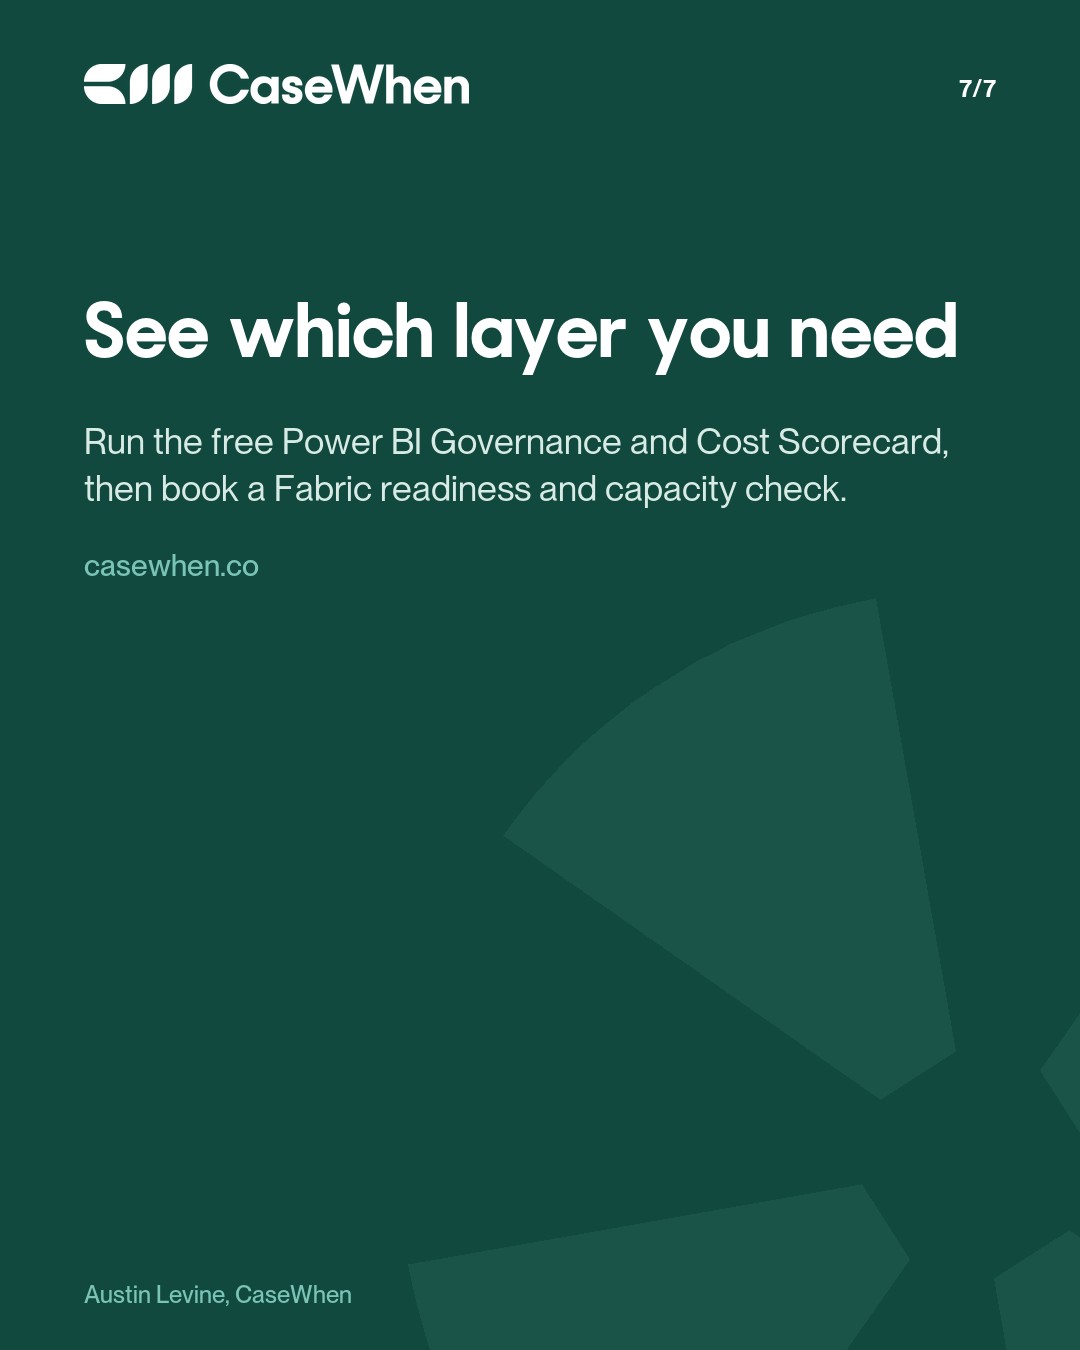 CaseWhen
7/7
See which layer you need
Run the free Power BI Governance and Cost Scorecard,
then book a Fabric readiness and capacity check.
casewhen.co
Austin Levine, CaseWhen